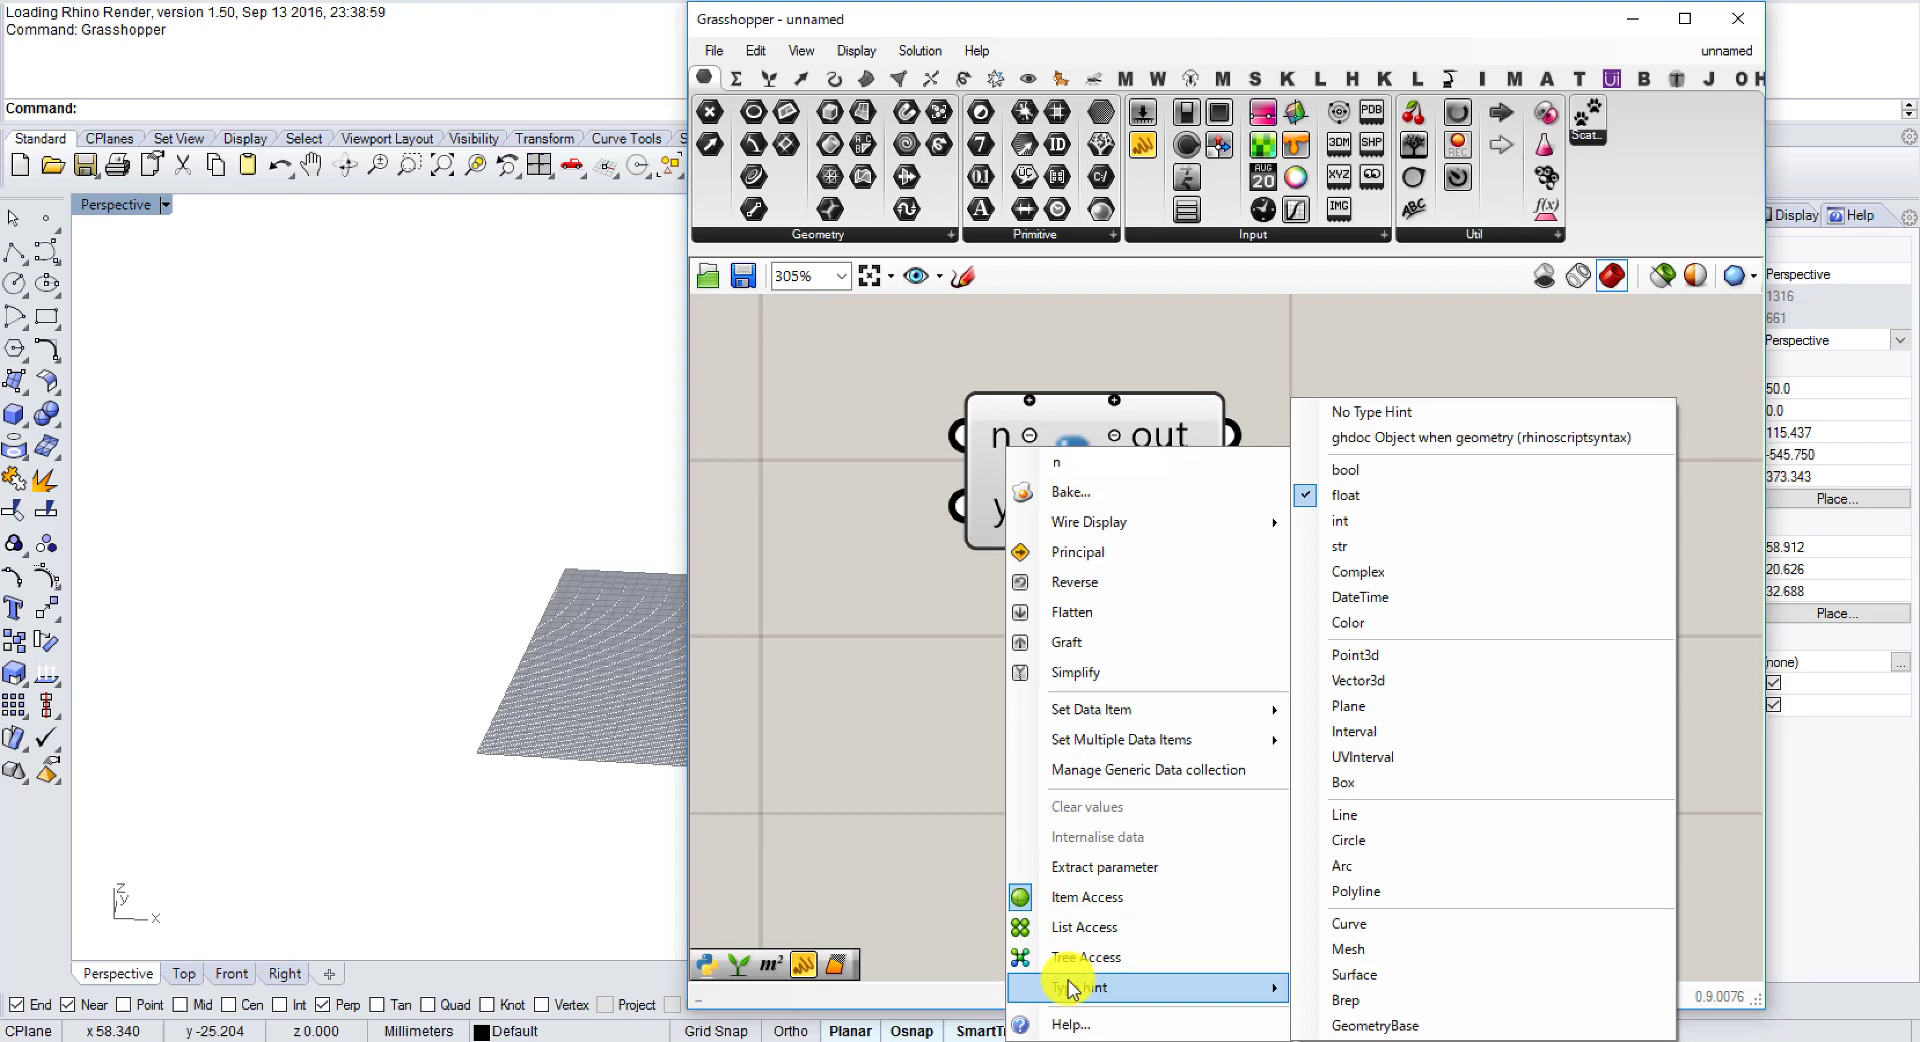 Loading Rhino Render, version 1.50, Sep 13 2016, 23:38:59
Command: Grasshopper
Command:
Standard CPlanes Set View Display Select Viewport Layout Visibility Transform Curve Tools S
Perspective
Grasshopper - unnamed
File Edit View Display Solution Help unnamed
M W M S K L H K L I M A T Ui B J O H
Geometry Primitive Input Util
Scat...
305%
n out
y
n
Bake...
Wire Display
Principal
Reverse
Flatten
Graft
Simplify
Set Data Item
Set Multiple Data Items
Manage Generic Data collection
Clear values
Internalise data
Extract parameter
Item Access
List Access
Tree Access
Help...
No Type Hint
ghdoc Object when geometry (rhinoscriptsyntax)
bool
float
int
str
Complex
DateTime
Color
Point3d
Vector3d
Plane
Interval
UVInterval
Box
Line
Circle
Arc
Polyline
Curve
Mesh
Surface
Brep
GeometryBase
m²
0.9.0076
Display Help
Perspective
1316
661
Perspective
50.0
0.0
115.437
-545.750
373.343
Place...
58.912
20.626
32.688
Place...
(none) ...
z
y
x
Perspective Top Front Right
End Near Point Mid Cen Int Perp Tan Quad Knot Vertex Project
CPlane x 58.340 y -25.204 z 0.000 Millimeters Default Grid Snap Ortho Planar Osnap SmartTr